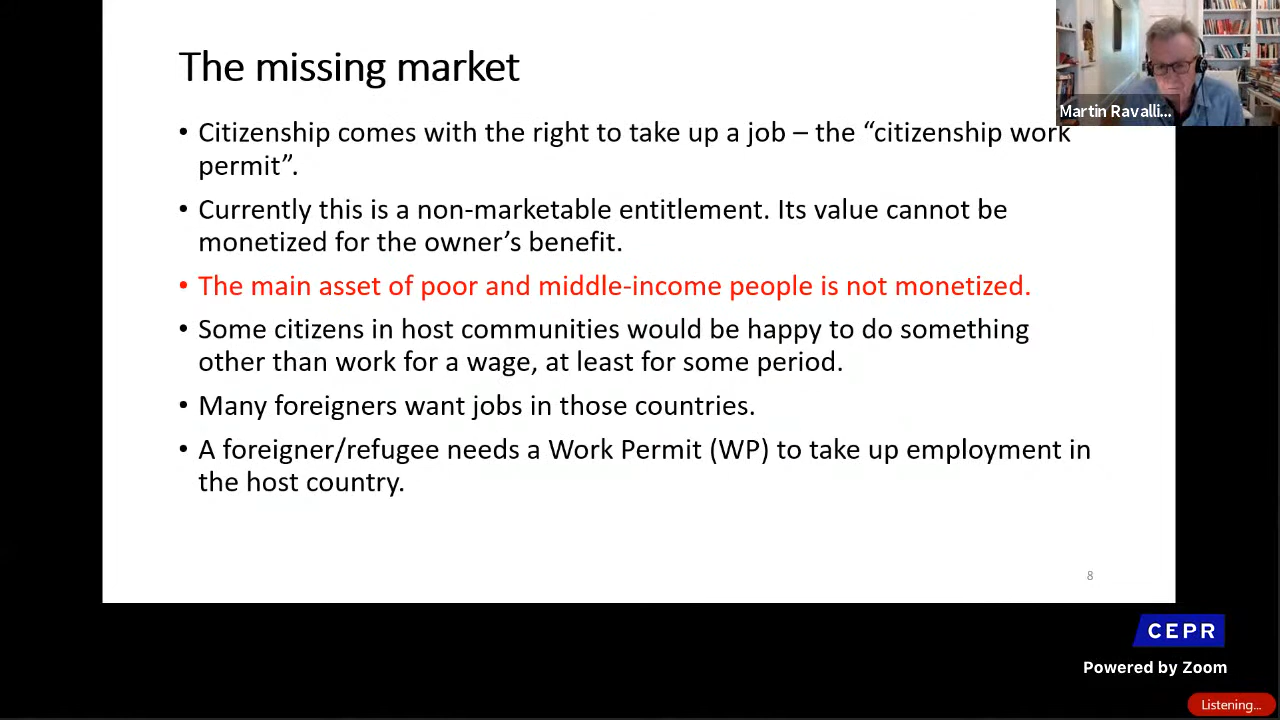 The missing market
Martin Ravalli...
• Citizenship comes with the right to take up a job – the “citizenship work
permit”.
• Currently this is a non-marketable entitlement. Its value cannot be
monetized for the owner’s benefit.
• The main asset of poor and middle-income people is not monetized.
• Some citizens in host communities would be happy to do something
other than work for a wage, at least for some period.
• Many foreigners want jobs in those countries.
• A foreigner/refugee needs a Work Permit (WP) to take up employment in
the host country.
8
CEPR
Powered by Zoom
Listening...